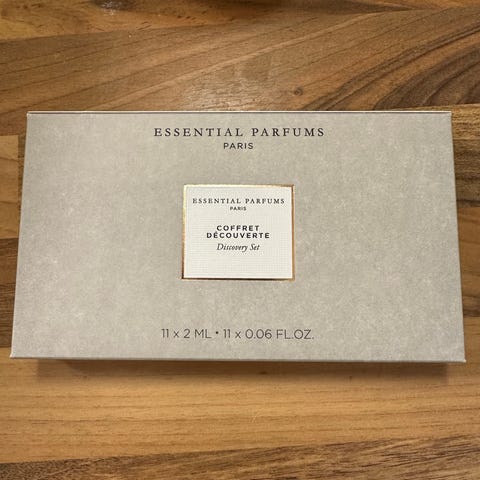 ESSENTIAL PARFUMS
PARIS
ESSENTIAL PARFUMS
PARIS
COFFRET
DÉCOUVERTE
Discovery Set
11 x 2 ML • 11 x 0.06 FL.OZ.